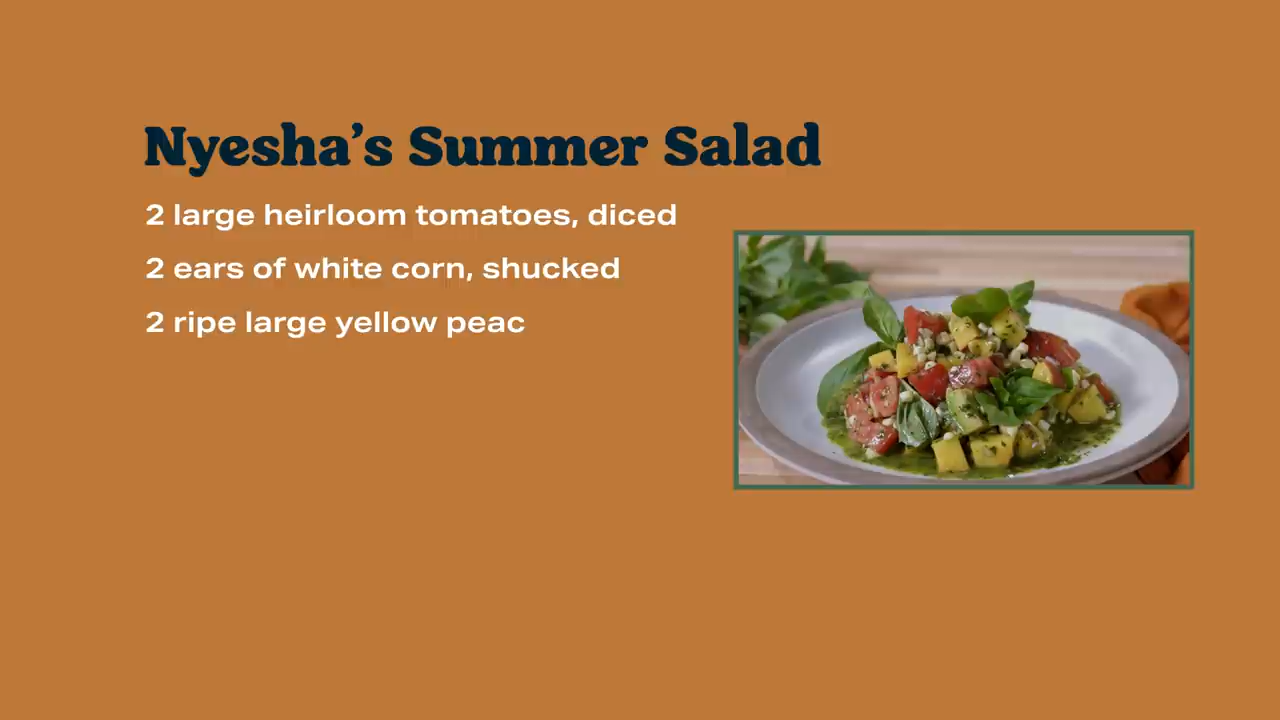 Nyesha’s Summer Salad
2 large heirloom tomatoes, diced
2 ears of white corn, shucked
2 ripe large yellow peac